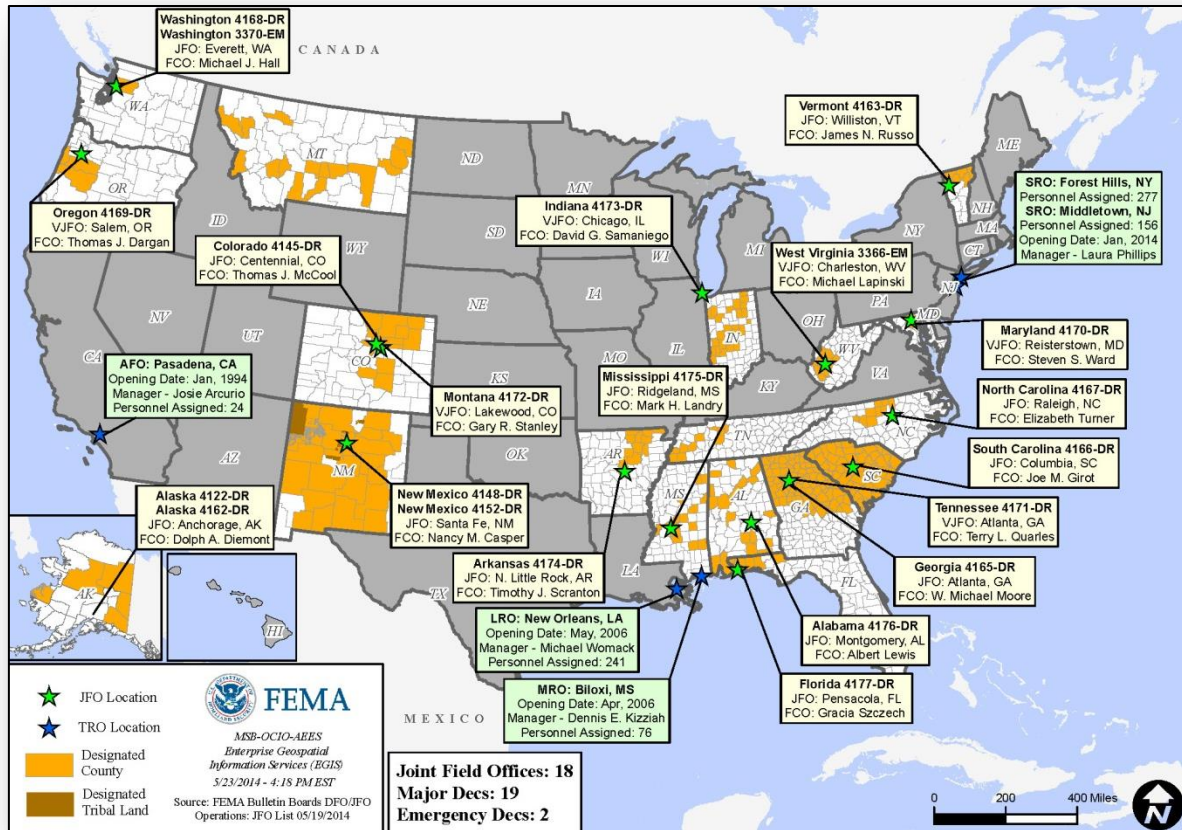 Washington 4168-DR
Washington 3370-EM
JFO: Everett, WA
FCO: Michael J. Hall
CANADA
WA
MT
ND
MN
ME
Vermont 4163-DR
JFO: Williston, VT
FCO: James N. Russo
OR
ID
SD
WI
MI
NY
NH
MA
CT
SRO: Forest Hills, NY
Personnel Assigned: 277
SRO: Middletown, NJ
Personnel Assigned: 156
Opening Date: Jan, 2014
Manager - Laura Phillips
Oregon 4169-DR
VJFO: Salem, OR
FCO: Thomas J. Dargan
WY
Indiana 4173-DR
VJFO: Chicago, IL
FCO: David G. Samaniego
Colorado 4145-DR
JFO: Centennial, CO
FCO: Thomas J. McCool
West Virginia 3366-EM
VJFO: Charleston, WV
FCO: Michael Lapinski
NE
IA
PA
NJ
NV
UT
CO
IL
IN
OH
WV
MD
VA
Maryland 4170-DR
VJFO: Reisterstown, MD
FCO: Steven S. Ward
CA
KS
MO
KY
AFO: Pasadena, CA
Opening Date: Jan, 1994
Manager - Josie Arcurio
Personnel Assigned: 24
Montana 4172-DR
VJFO: Lakewood, CO
FCO: Gary R. Stanley
Mississippi 4175-DR
JFO: Ridgeland, MS
FCO: Mark H. Landry
North Carolina 4167-DR
JFO: Raleigh, NC
FCO: Elizabeth Turner
AZ
NM
OK
AR
TN
NC
South Carolina 4166-DR
JFO: Columbia, SC
FCO: Joe M. Girot
MS
AL
GA
SC
Alaska 4122-DR
Alaska 4162-DR
JFO: Anchorage, AK
FCO: Dolph A. Diemont
New Mexico 4148-DR
New Mexico 4152-DR
JFO: Santa Fe, NM
FCO: Nancy M. Casper
Tennessee 4171-DR
VJFO: Atlanta, GA
FCO: Terry L. Quarles
Arkansas 4174-DR
JFO: N. Little Rock, AR
FCO: Timothy J. Scranton
Georgia 4165-DR
JFO: Atlanta, GA
FCO: W. Michael Moore
TX
LA
FL
AK
HI
LRO: New Orleans, LA
Opening Date: May, 2006
Manager - Michael Womack
Personnel Assigned: 241
Alabama 4176-DR
JFO: Montgomery, AL
FCO: Albert Lewis
MRO: Biloxi, MS
Opening Date: Apr, 2006
Manager - Dennis E. Kizziah
Personnel Assigned: 76
Florida 4177-DR
JFO: Pensacola, FL
FCO: Gracia Szczech
MEXICO
JFO Location
TRO Location
Designated
County
Designated
Tribal Land
FEMA
MSB-OCIO-AEES
Enterprise Geospatial
Information Services (EGIS)
5/23/2014 - 4:18 PM EST
Source: FEMA Bulletin Boards DFO/JFO
Operations: JFO List 05/19/2014
Joint Field Offices: 18
Major Decs: 19
Emergency Decs: 2
0 200 400 Miles
N